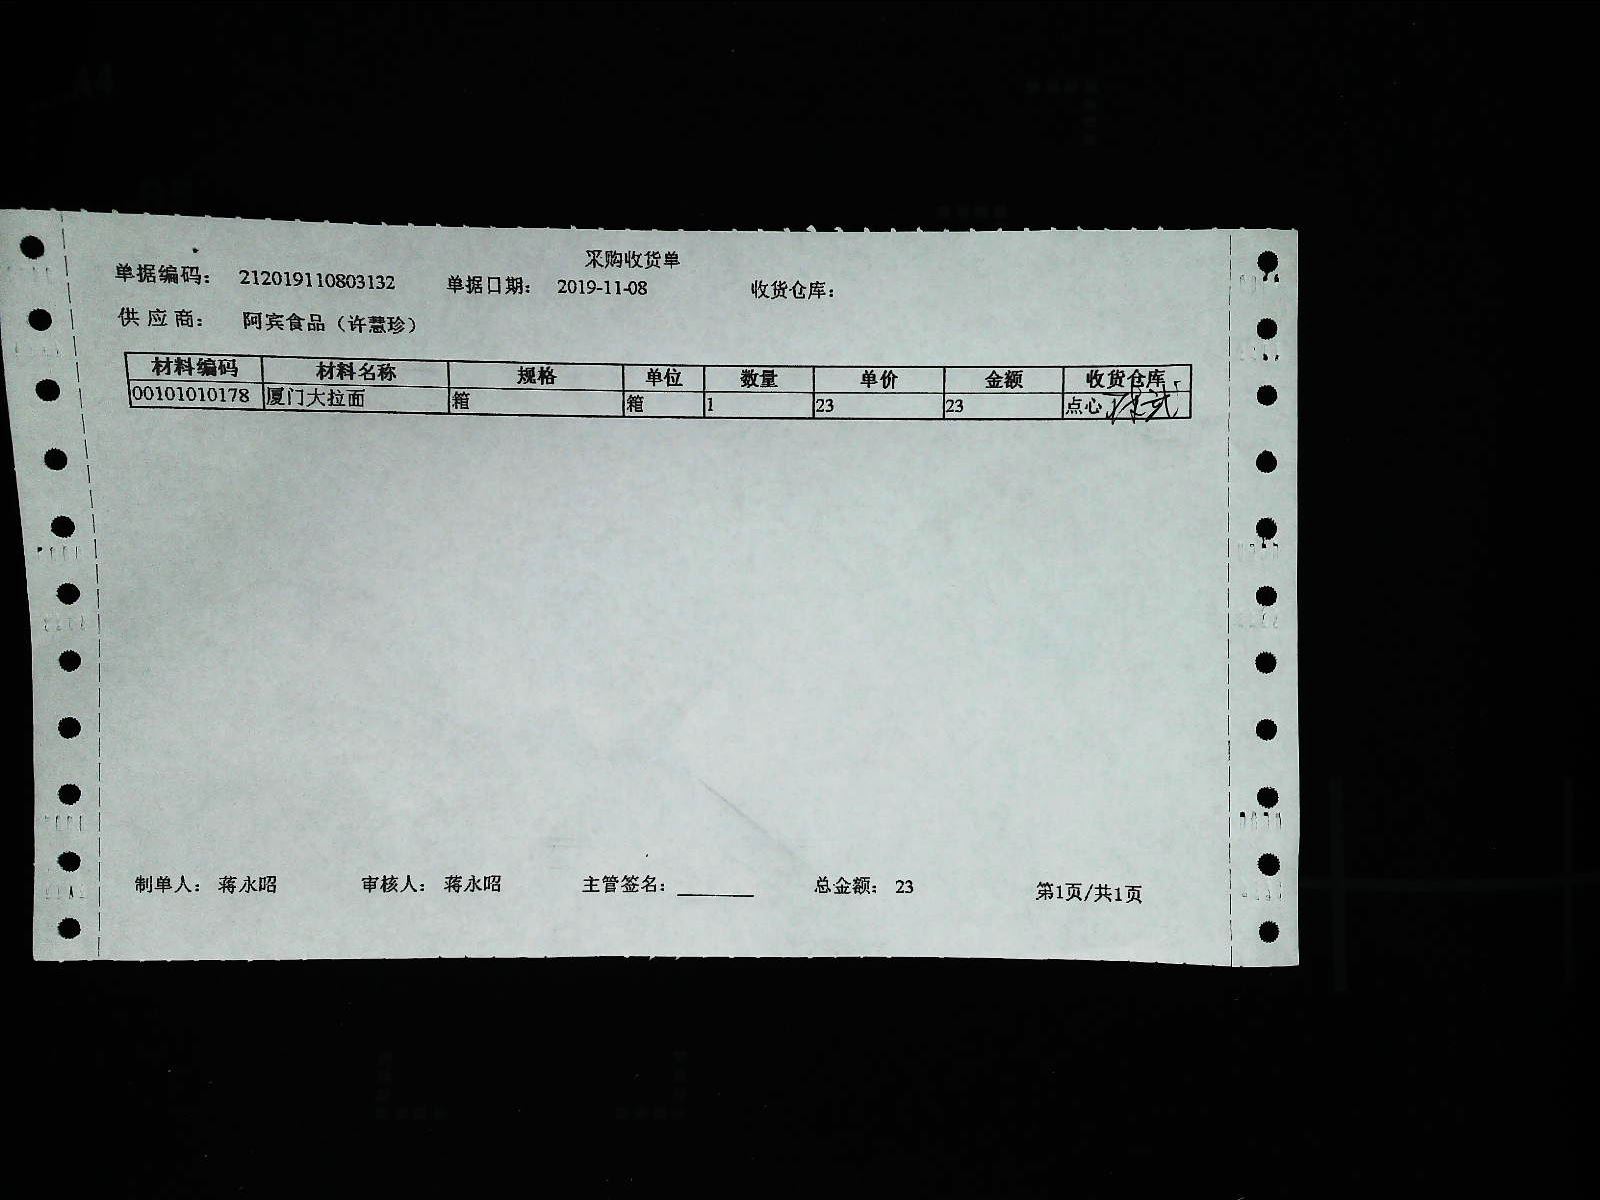 采购收货单
单据编码： 212019110803132 单据日期： 2019-11-08 收货仓库：
供应商： 阿宾食品（许慧珍）
材料编码 材料名称 规格 单位 数量 单价 金额 收货仓库
00101010178 厦门大拉面 箱 箱 1 23 23 点心
制单人： 蒋永昭 审核人： 蒋永昭 主管签名： 总金额： 23 第1页/共1页